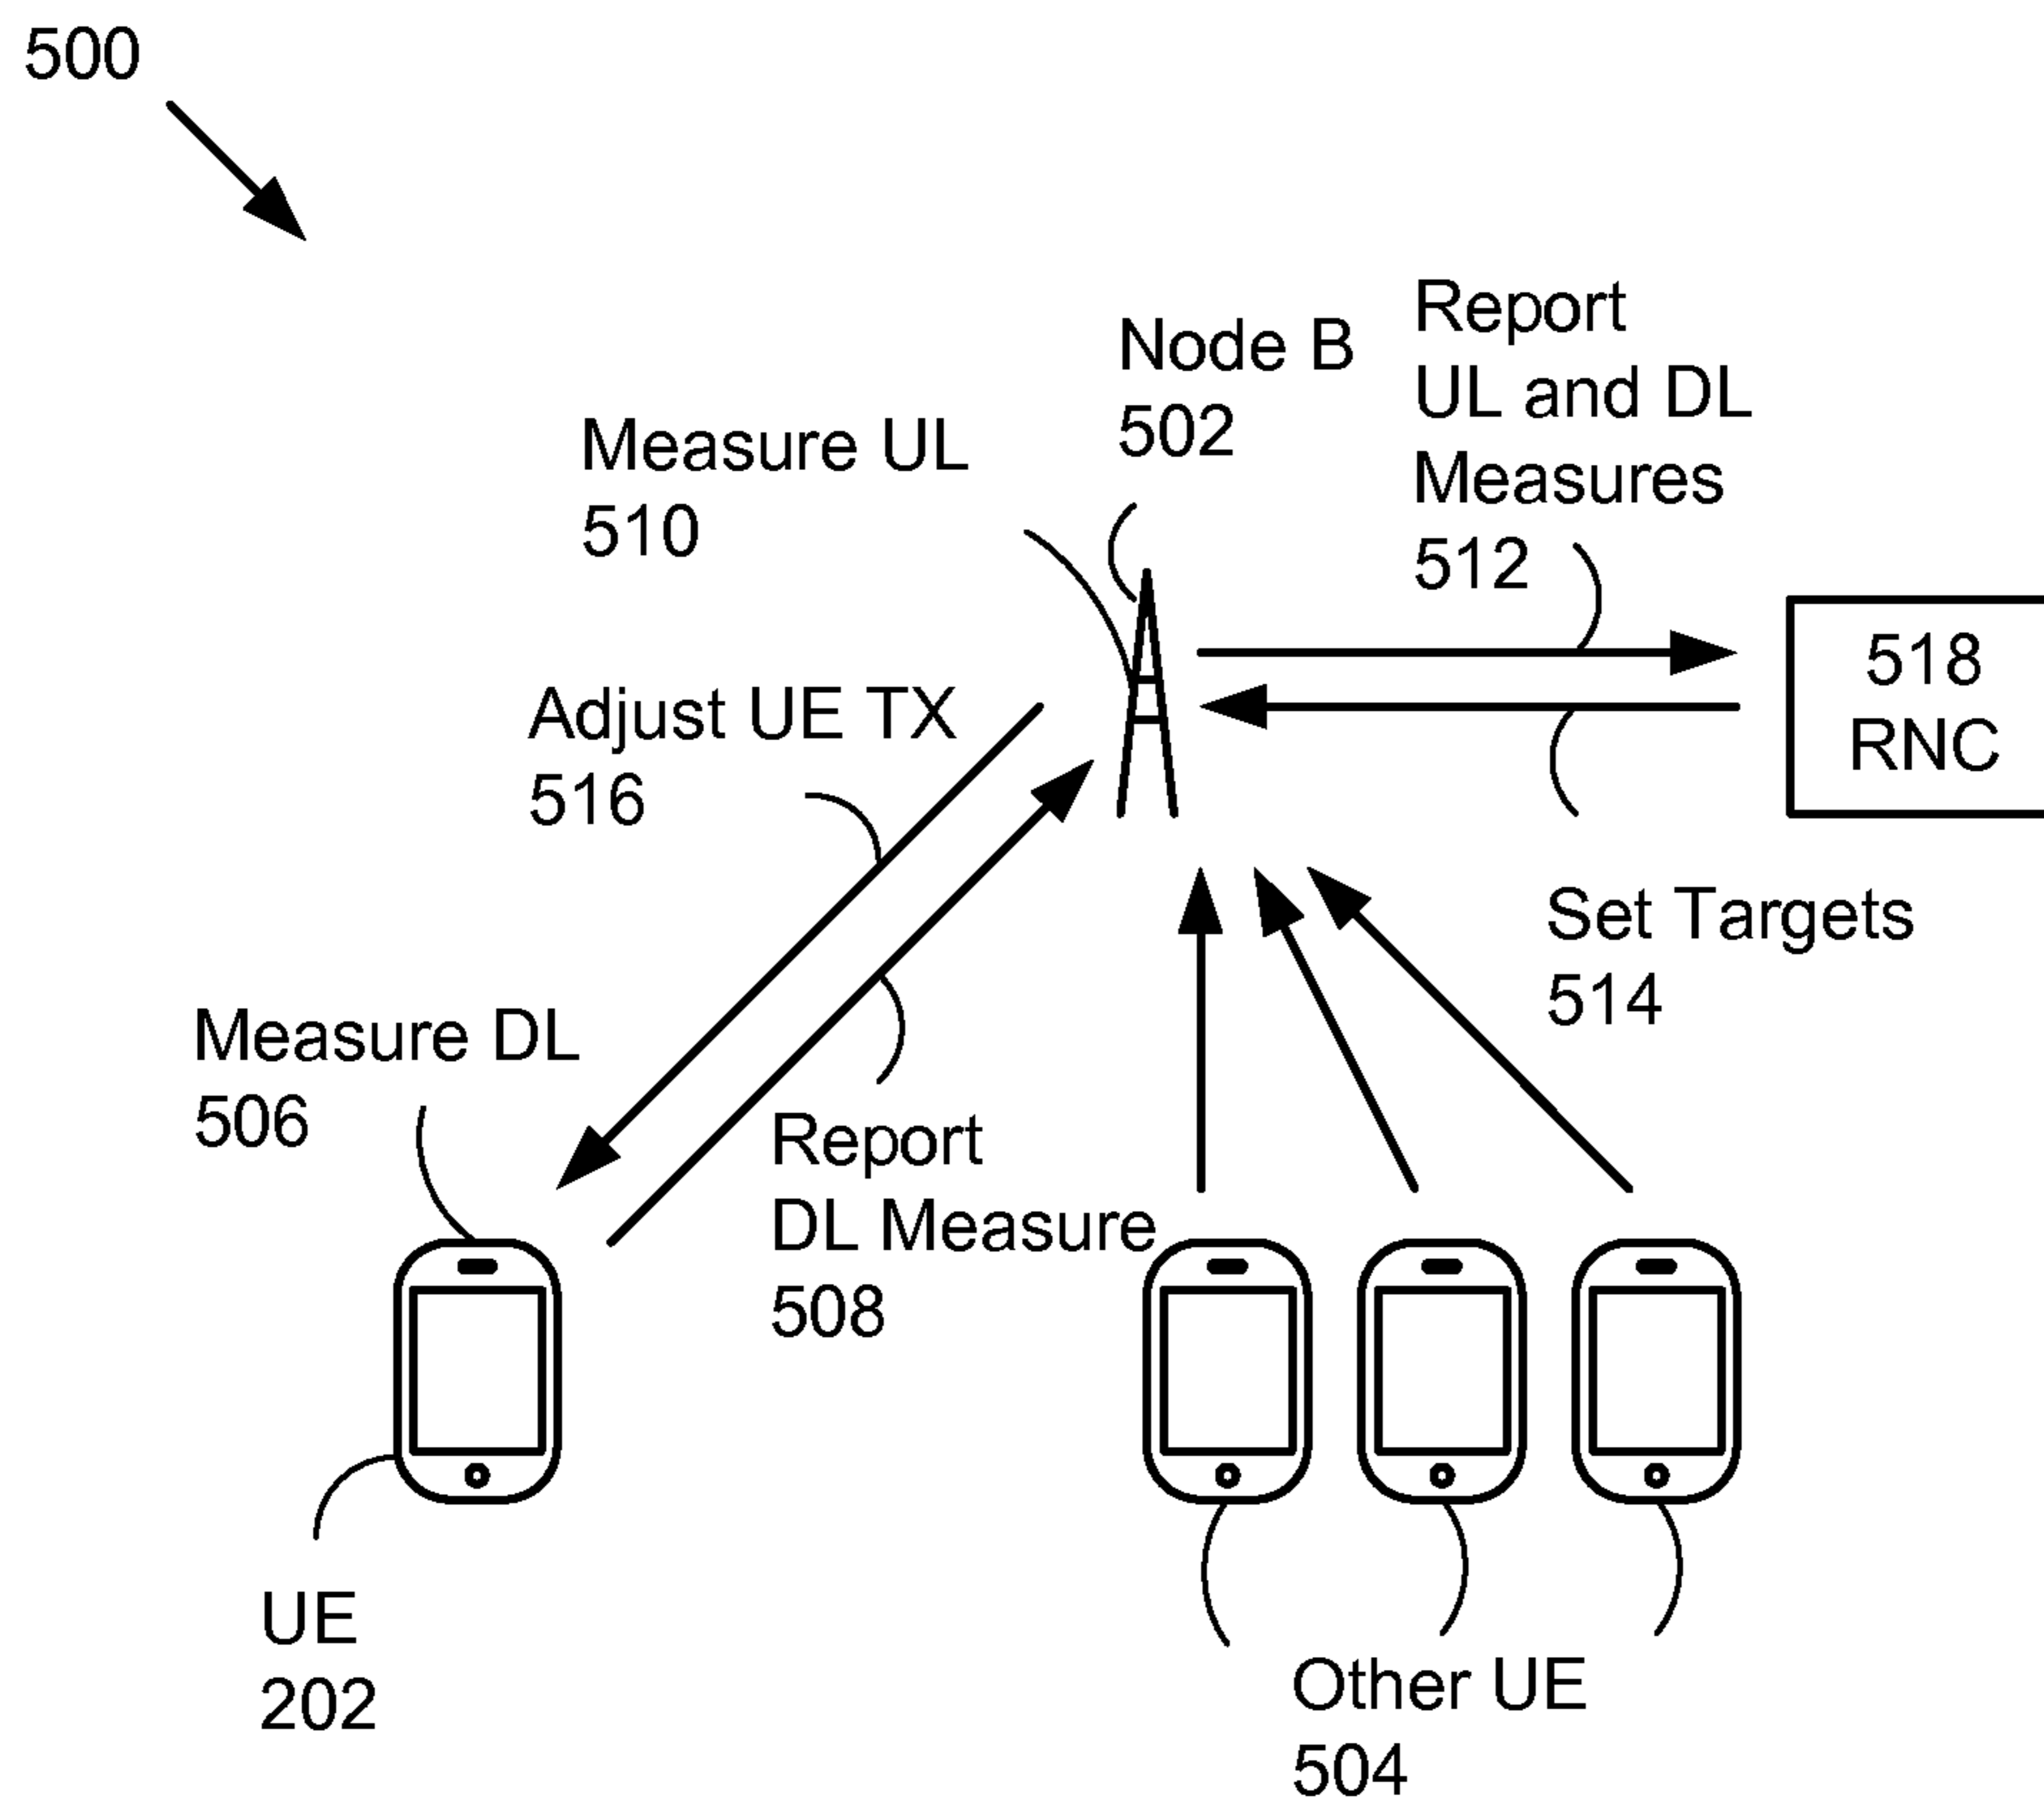 500
Node B
502
Report
UL and DL
Measures
512
Measure UL
510
518
RNC
Adjust UE TX
516
Set Targets
514
Measure DL
506
Report
DL Measure
508
UE
202
Other UE
504